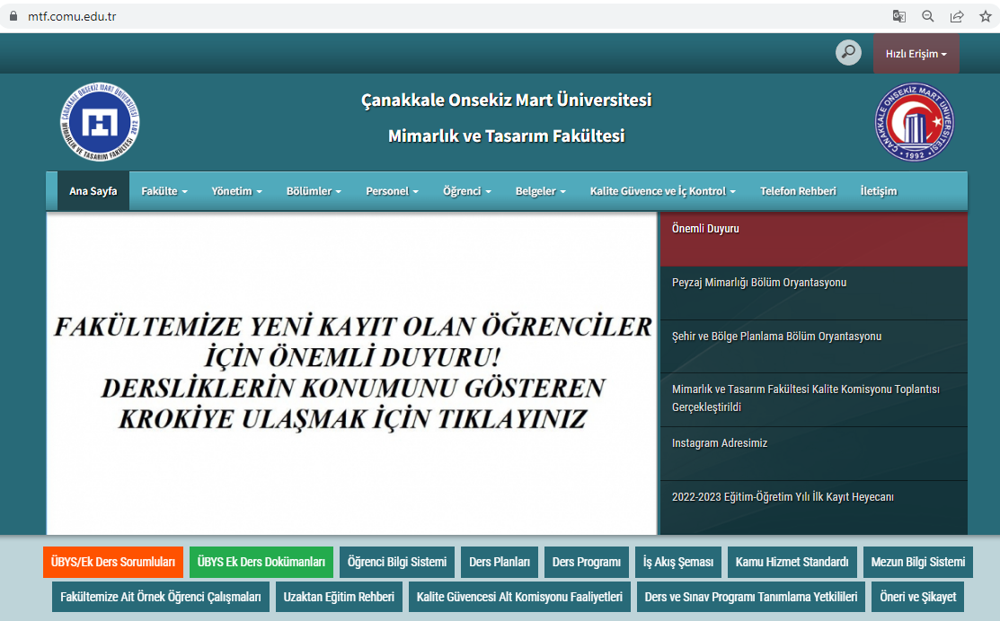 mtf.comu.edu.tr
Hızlı Erişim
Çanakkale Onsekiz Mart Üniversitesi
Mimarlık ve Tasarım Fakültesi
ÇANAKKALE ONSEKİZ MART ÜNİVERSİTESİ
MİMARLIK VE TASARIM FAKÜLTESİ 2012
ÇANAKKALE ONSEKİZ MART ÜNİVERSİTESİ
1992
Ana Sayfa Fakülte Yönetim Bölümler Personel Öğrenci Belgeler Kalite Güvence ve İç Kontrol Telefon Rehberi İletişim
FAKÜLTEMİZE YENİ KAYIT OLAN ÖĞRENCİLER
İÇİN ÖNEMLİ DUYURU!
DERSLİKLERİN KONUMUNU GÖSTEREN
KROKİYE ULAŞMAK İÇİN TIKLAYINIZ
Önemli Duyuru
Peyzaj Mimarlığı Bölüm Oryantasyonu
Şehir ve Bölge Planlama Bölüm Oryantasyonu
Mimarlık ve Tasarım Fakültesi Kalite Komisyonu Toplantısı
Gerçekleştirildi
Instagram Adresimiz
2022-2023 Eğitim-Öğretim Yılı İlk Kayıt Heyecanı
ÜBYS/Ek Ders Sorumluları ÜBYS Ek Ders Dokümanları Öğrenci Bilgi Sistemi Ders Planları Ders Programı İş Akış Şeması Kamu Hizmet Standardı Mezun Bilgi Sistemi
Fakültemize Ait Örnek Öğrenci Çalışmaları Uzaktan Eğitim Rehberi Kalite Güvencesi Alt Komisyonu Faaliyetleri Ders ve Sınav Programı Tanımlama Yetkilileri Öneri ve Şikayet